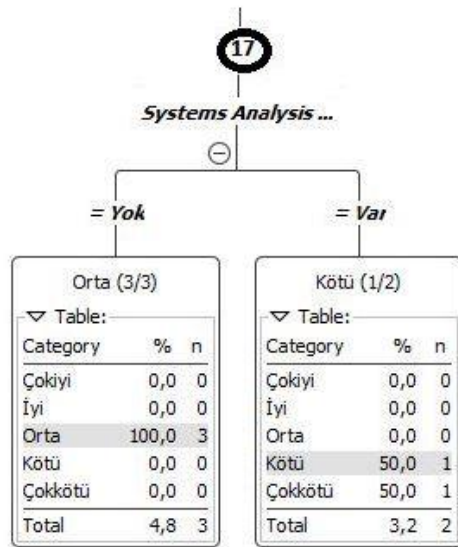 17
Systems Analysis ...
= Yok
= Var
Orta (3/3)
Table:
Category % n
Çokiyi 0,0 0
İyi 0,0 0
Orta 100,0 3
Kötü 0,0 0
Çokkötü 0,0 0
Total 4,8 3
Kötü (1/2)
Table:
Category % n
Çokiyi 0,0 0
İyi 0,0 0
Orta 0,0 0
Kötü 50,0 1
Çokkötü 50,0 1
Total 3,2 2